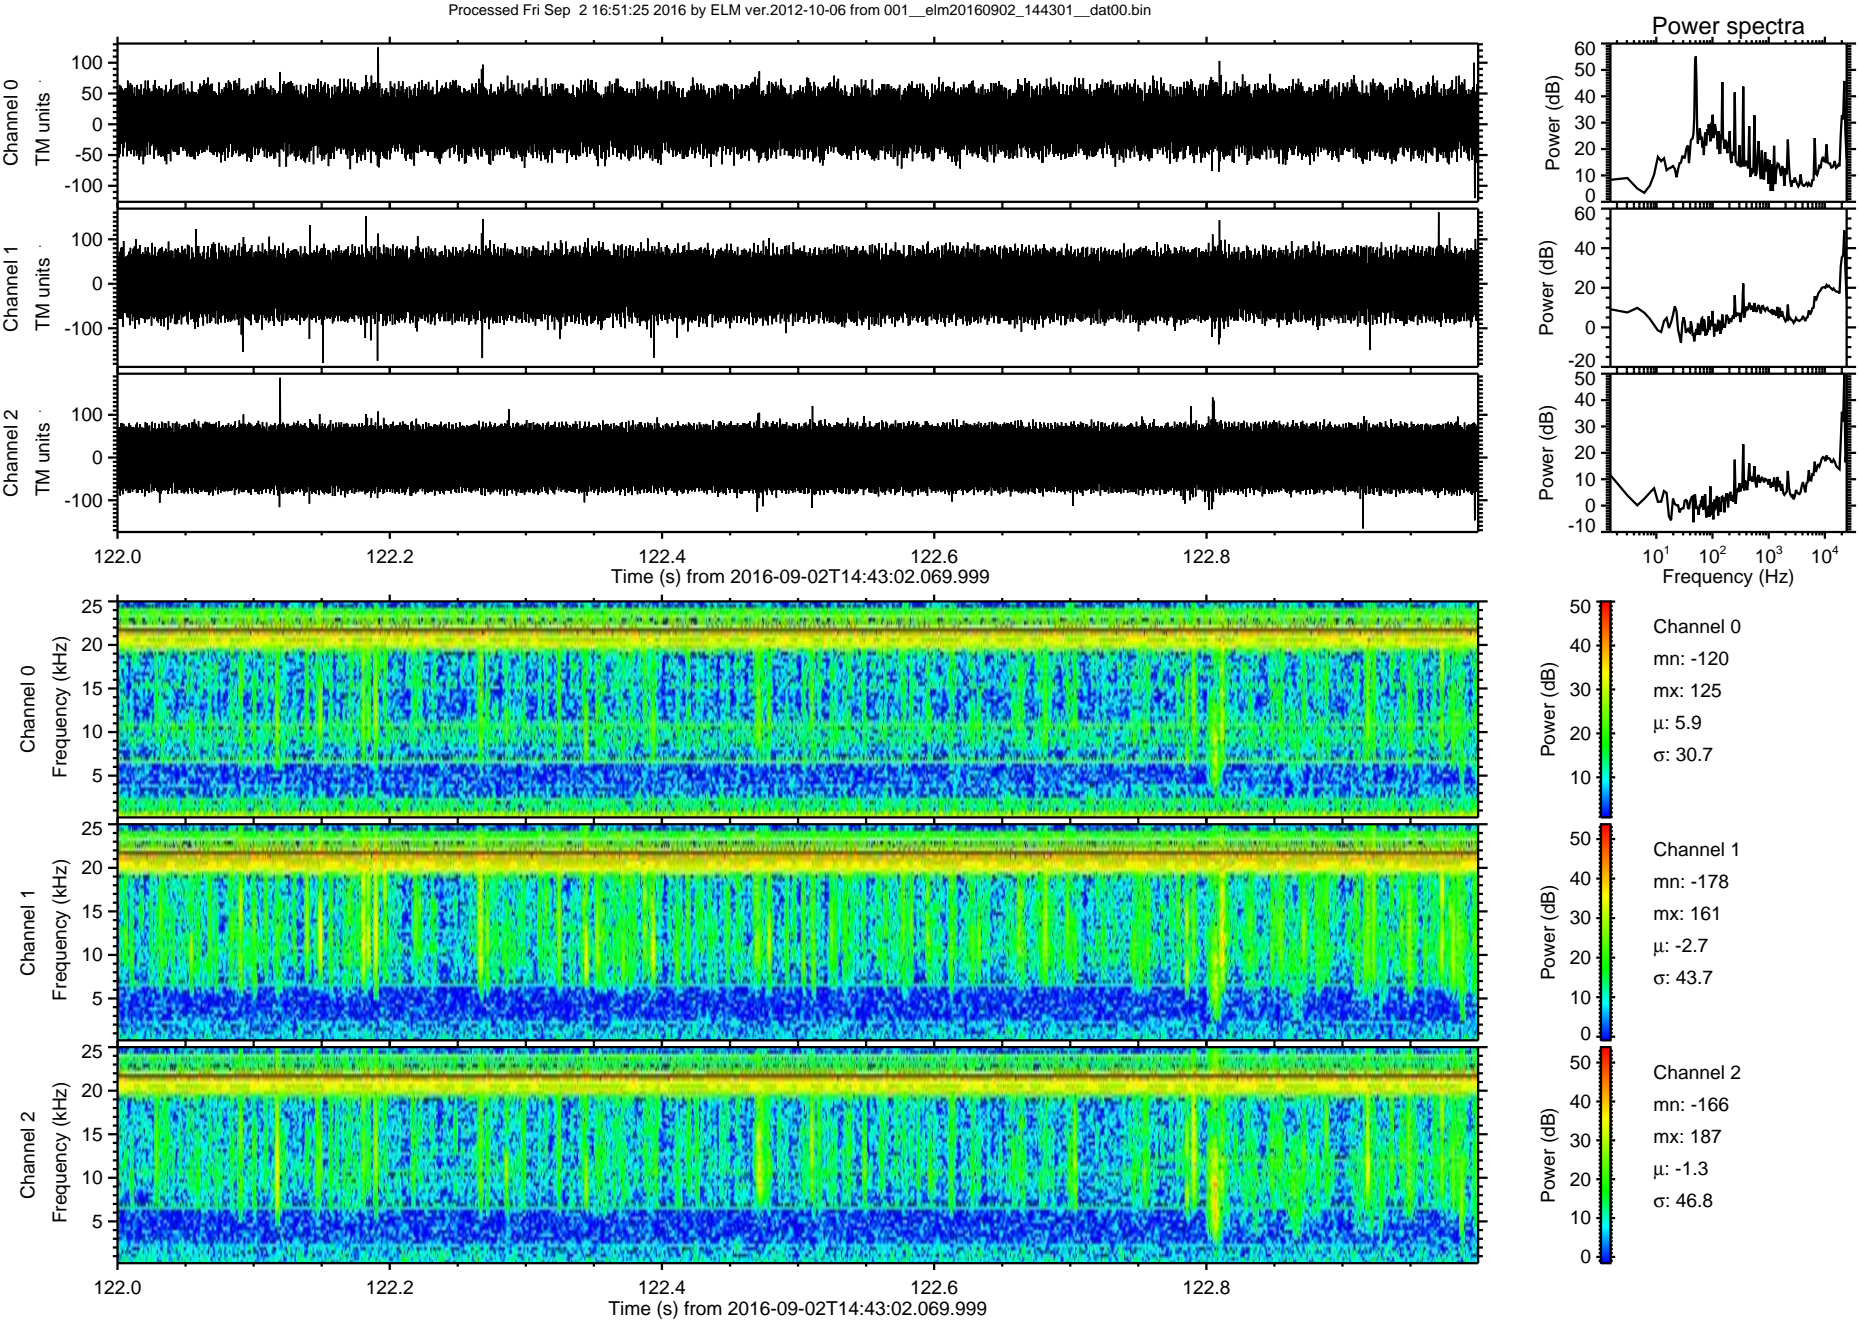 Processed Fri Sep  2 16:51:25 2016 by ELM ver.2012-10-06 from 001__elm20160902_144301__dat00.bin
Power spectra
Channel 0
TM units
100
50
0
-50
-100
Power (dB)
60
50
40
30
20
10
0
Channel 1
TM units
100
0
-100
Power (dB)
60
40
20
0
-20
Channel 2
TM units
100
0
-100
Power (dB)
50
40
30
20
10
0
-10
122.0 122.2 122.4 122.6 122.8
Time (s) from 2016-09-02T14:43:02.069.999
10¹ 10² 10³ 10⁴
Frequency (Hz)
Channel 0
Frequency (kHz)
25
20
15
10
5
Power (dB)
50
40
30
20
10
Channel 0
mn: -120
mx: 125
μ: 5.9
σ: 30.7
Channel 1
Frequency (kHz)
25
20
15
10
5
Power (dB)
50
40
30
20
10
0
Channel 1
mn: -178
mx: 161
μ: -2.7
σ: 43.7
Channel 2
Frequency (kHz)
25
20
15
10
5
Power (dB)
50
40
30
20
10
0
Channel 2
mn: -166
mx: 187
μ: -1.3
σ: 46.8
122.0 122.2 122.4 122.6 122.8
Time (s) from 2016-09-02T14:43:02.069.999